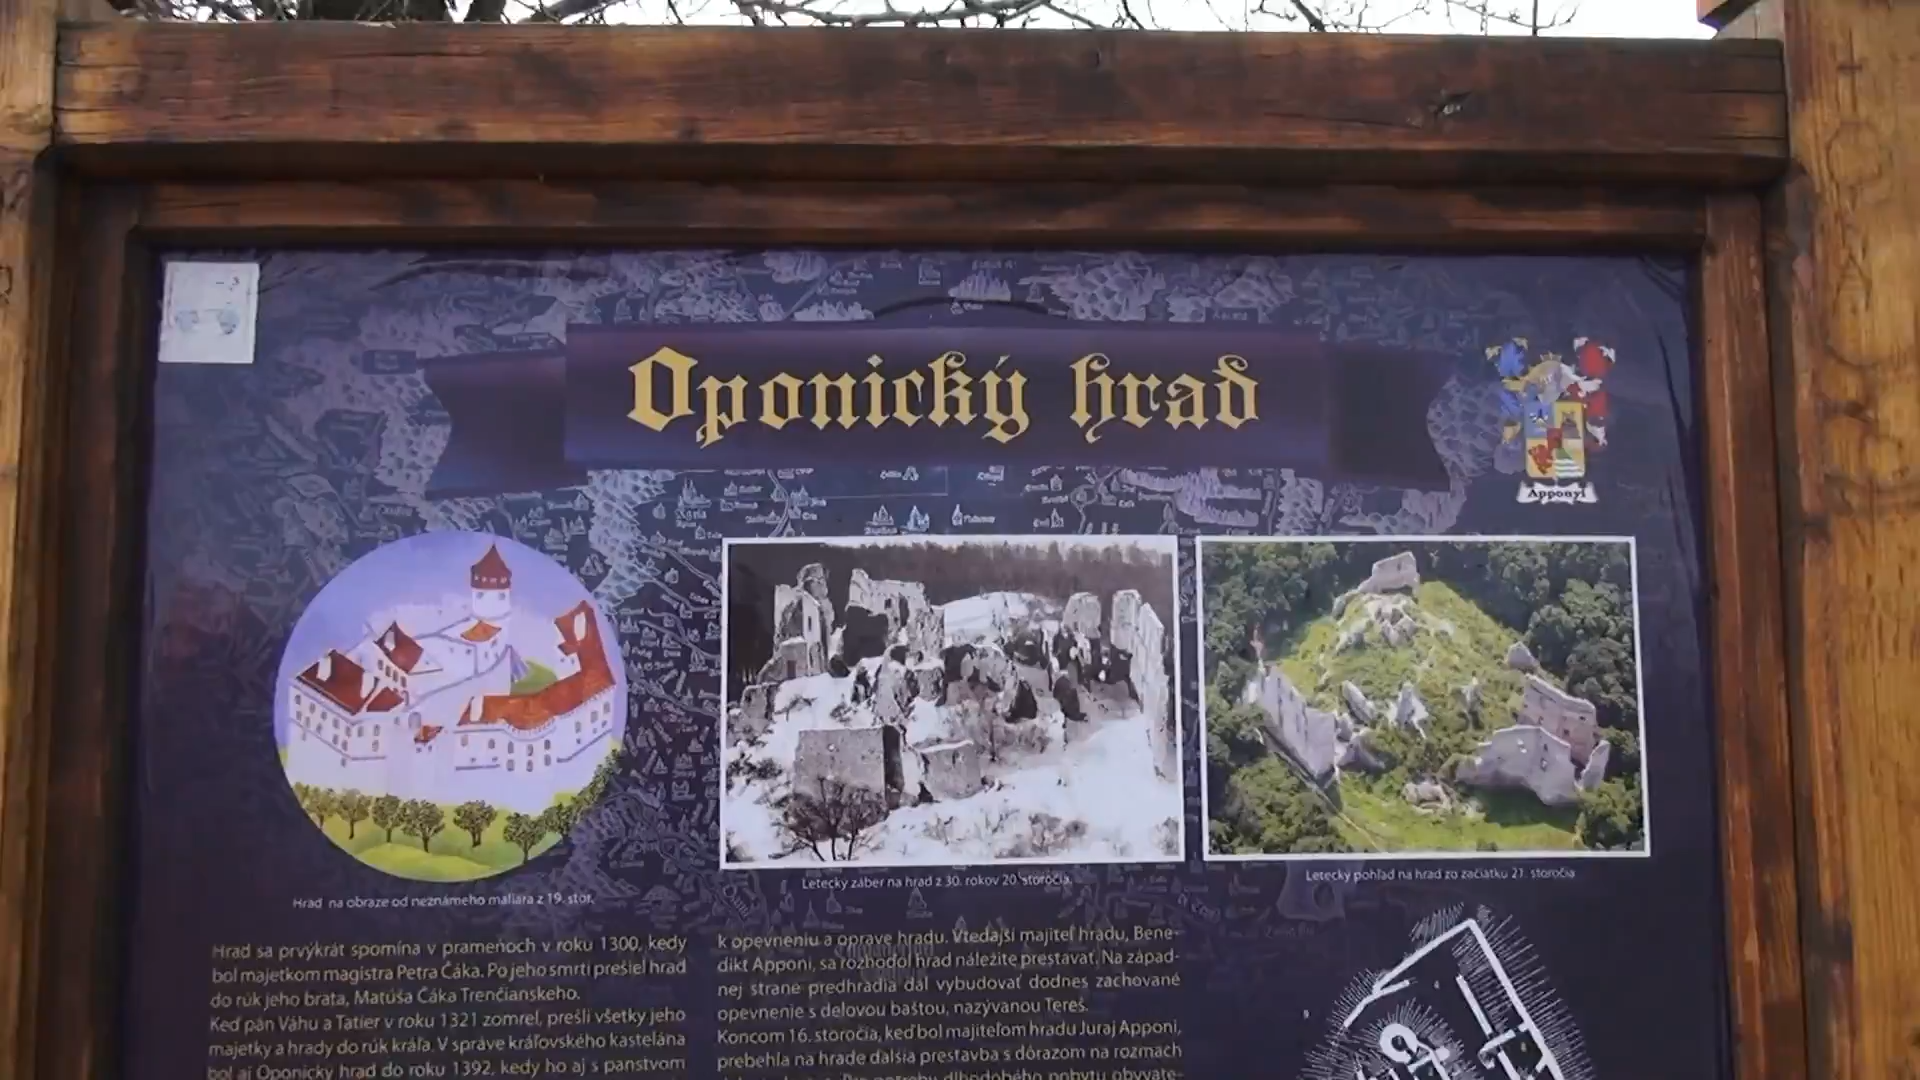 Oponický hrad
Apponyi
Hrad na obraze od neznámeho maliara z 19. stor.
Letecký záber na hrad z 30. rokov 20. storočia.
Letecký pohľad na hrad zo začiatku 21. storočia
Hrad sa prvýkrát spomína v prameňoch v roku 1300, kedy
bol majetkom magistra Petra Čáka. Po jeho smrti prešiel hrad
do rúk jeho brata, Matúša Čáka Trenčianskeho.
Keď pán Váhu a Tatier v roku 1321 zomrel, prešli všetky jeho
majetky a hrady do rúk kráľa. V správe kráľovského kastelána
bol aj Oponický hrad do roku 1392, kedy ho aj s panstvom
k opevneniu a oprave hradu. Vtedajší majiteľ hradu, Bene-
dikt Apponi, sa rozhodol hrad náležite prestavať. Na západ-
nej strane predhradia dal vybudovať dodnes zachované
opevnenie s delovou baštou, nazývanou Tereš.
Koncom 16. storočia, keď bol majiteľom hradu Juraj Apponi,
prebehla na hrade ďalšia prestavba s dôrazom na rozmach
dlhodobého pobytu obyvate-